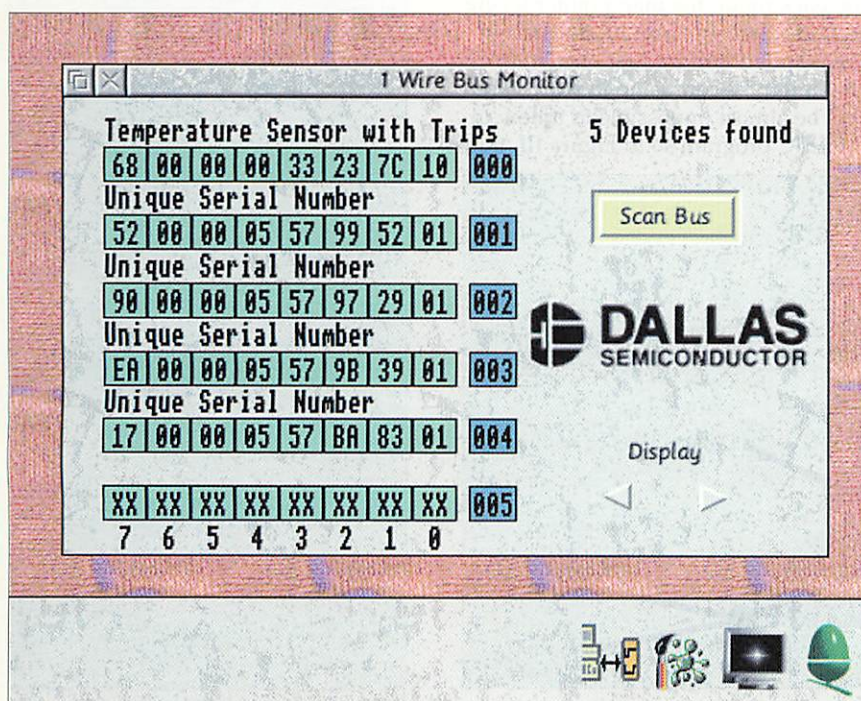 1 Wire Bus Monitor
Temperature Sensor with Trips
5 Devices found
68 00 00 00 33 23 7C 10 000
Unique Serial Number
Scan Bus
52 00 00 05 57 99 52 01 001
Unique Serial Number
90 00 00 05 57 97 29 01 002
Unique Serial Number
DALLAS
SEMICONDUCTOR
EA 00 00 05 57 9B 39 01 003
Unique Serial Number
17 00 00 05 57 BA 83 01 004
Display
XX XX XX XX XX XX XX XX 005
7 6 5 4 3 2 1 0